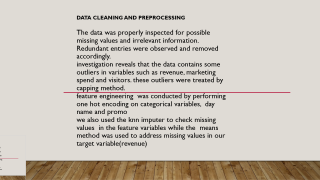 DATA CLEANING AND PREPROCESSING
The data was properly inspected for possible
missing values and irrelevant information.
Redundant entries were observed and removed
accordingly.
investigation reveals that the data contains some
outliers in variables such as revenue, marketing
spend and visitors. these outliers were treated by
capping method.
feature engineering was conducted by performing
one hot encoding on categorical variables, day
name and promo
we also used the knn imputer to check missing
values in the feature variables while the means
method was used to address missing values in our
target variable(revenue)